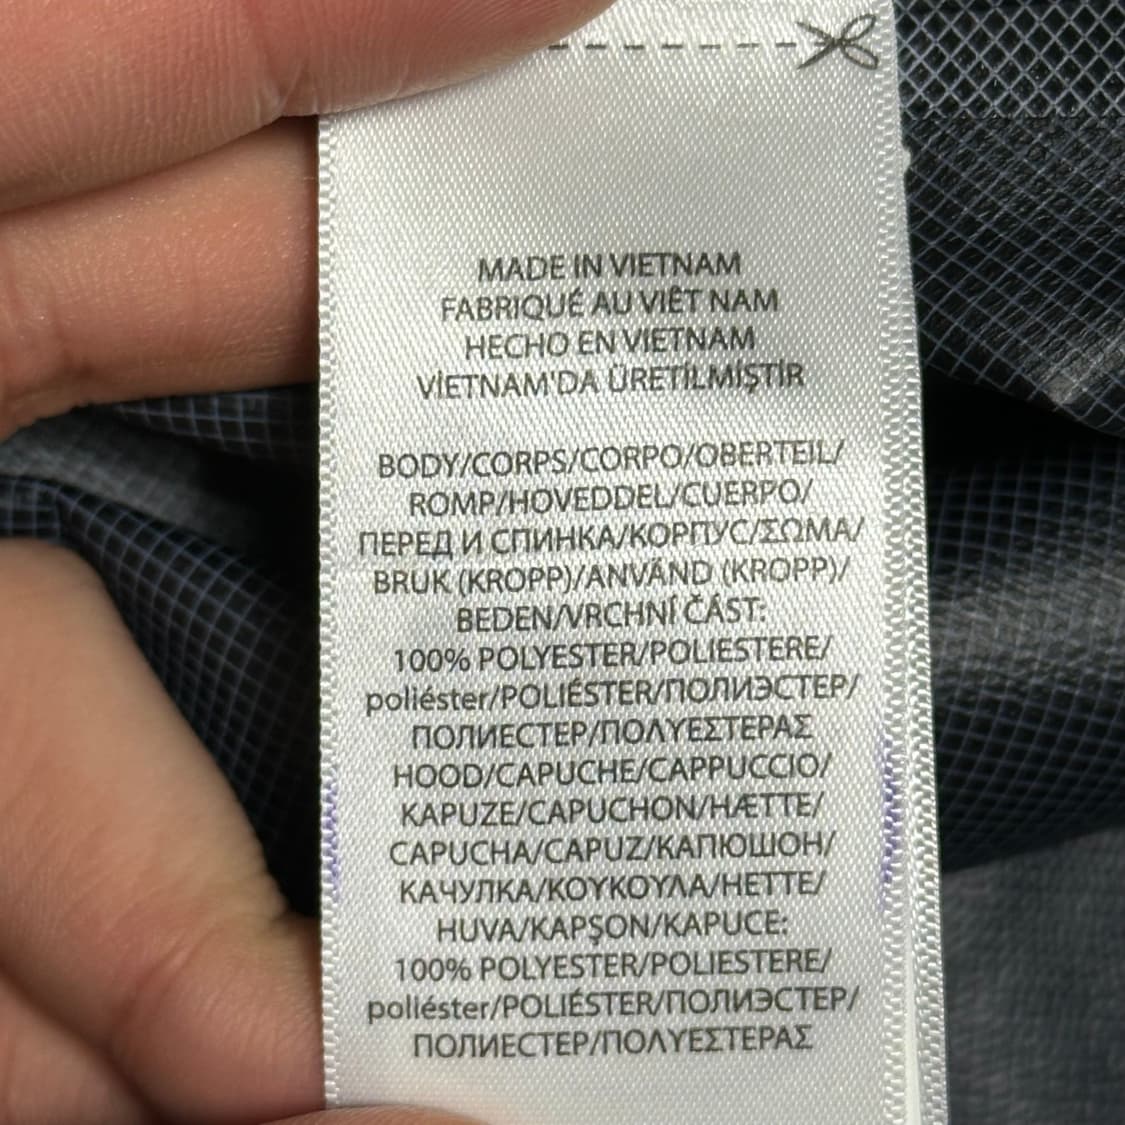 MADE IN VIETNAM
FABRIQUÉ AU VIÊT NAM
HECHO EN VIETNAM
VİETNAM'DA ÜRETİLMİŞTİR
BODY/CORPS/CORPO/OBERTEIL/
ROMP/HOVEDDEL/CUERPO/
ПЕРЕД И СПИНКА/КОРПУС/ΣΩΜΑ/
BRUK (KROPP)/ANVÄND (KROPP)/
BEDEN/VRCHNÍ ČÁST:
100% POLYESTER/POLIESTERE/
poliéster/POLIÉSTER/ПОЛИЭСТЕР/
ПОЛИЕСТЕР/ΠΟΛΥΕΣΤΕΡΑΣ
HOOD/CAPUCHE/CAPPUCCIO/
KAPUZE/CAPUCHON/HÆTTE/
CAPUCHA/CAPUZ/КАПЮШОН/
КАЧУЛКА/ΚΟΥΚΟΥΛΑ/HETTE/
HUVA/KAPŞON/KAPUCE:
100% POLYESTER/POLIESTERE/
poliéster/POLIÉSTER/ПОЛИЭСТЕР/
ПОЛИЕСТЕР/ΠΟΛΥΕΣΤΕΡΑΣ